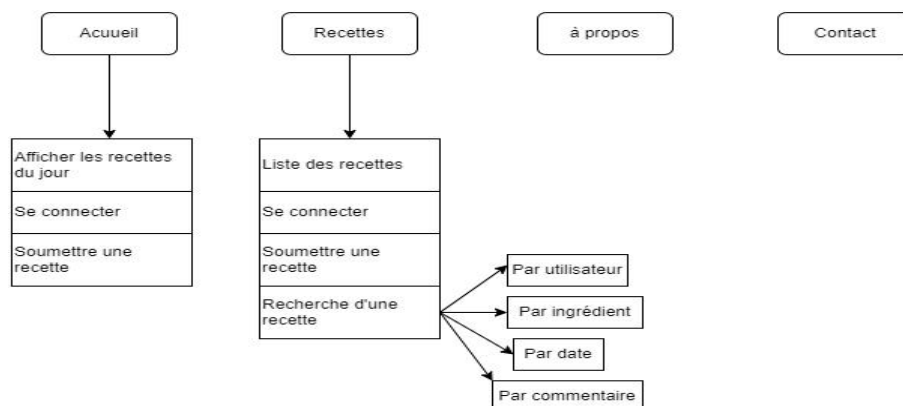 Acuueil
Recettes
à propos
Contact
Afficher les recettes
du jour
Se connecter
Soumettre une
recette
Liste des recettes
Se connecter
Soumettre une
recette
Recherche d'une
recette
Par utilisateur
Par ingrédient
Par date
Par commentaire